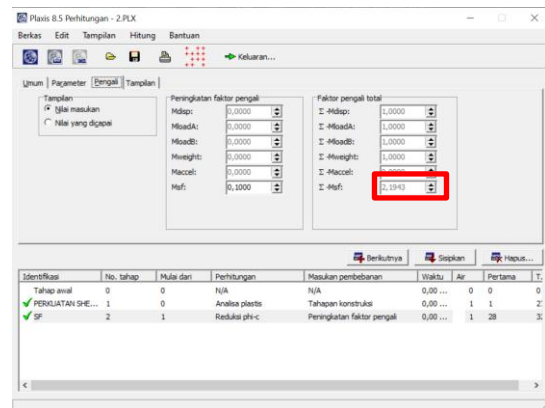 Plaxis 8.5 Perhitungan - 2.PLX
Berkas Edit Tampilan Hitung Bantuan
Keluaran...
Umum Parameter Pengali Tampilan
Tampilan
Nilai masukan
Nilai yang dicapai
Peningkatan faktor pengali
Mdisp: 0,0000
MloadA: 0,0000
MloadB: 0,0000
Mweight: 0,0000
Maccel: 0,0000
Msf: 0,1000
Faktor pengali total
Σ -Mdisp: 1,0000
Σ -MloadA: 1,0000
Σ -MloadB: 1,0000
Σ -Mweight: 1,0000
Σ -Maccel: 0,0000
Σ -Msf: 2,1943
Berikutnya Sisipkan Hapus...
Identifikasi No. tahap Mulai dari Perhitungan Masukan pembebanan Waktu Air Pertama T.
Tahap awal 0 0 N/A N/A 0,00 ... 0 0 0
PERKUATAN SHE... 1 0 Analisa plastis Tahapan konstruksi 0,00 ... 1 1
SF 2 1 Reduksi phi-c Peningkatan faktor pengali 0,00 ... 1 28